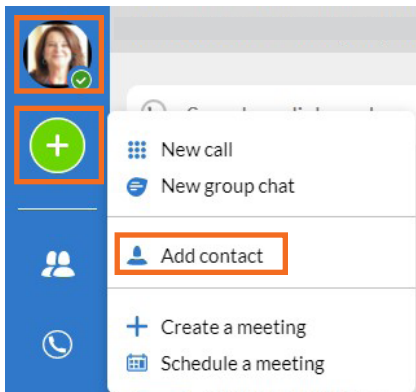 New call
New group chat
Add contact
Create a meeting
Schedule a meeting